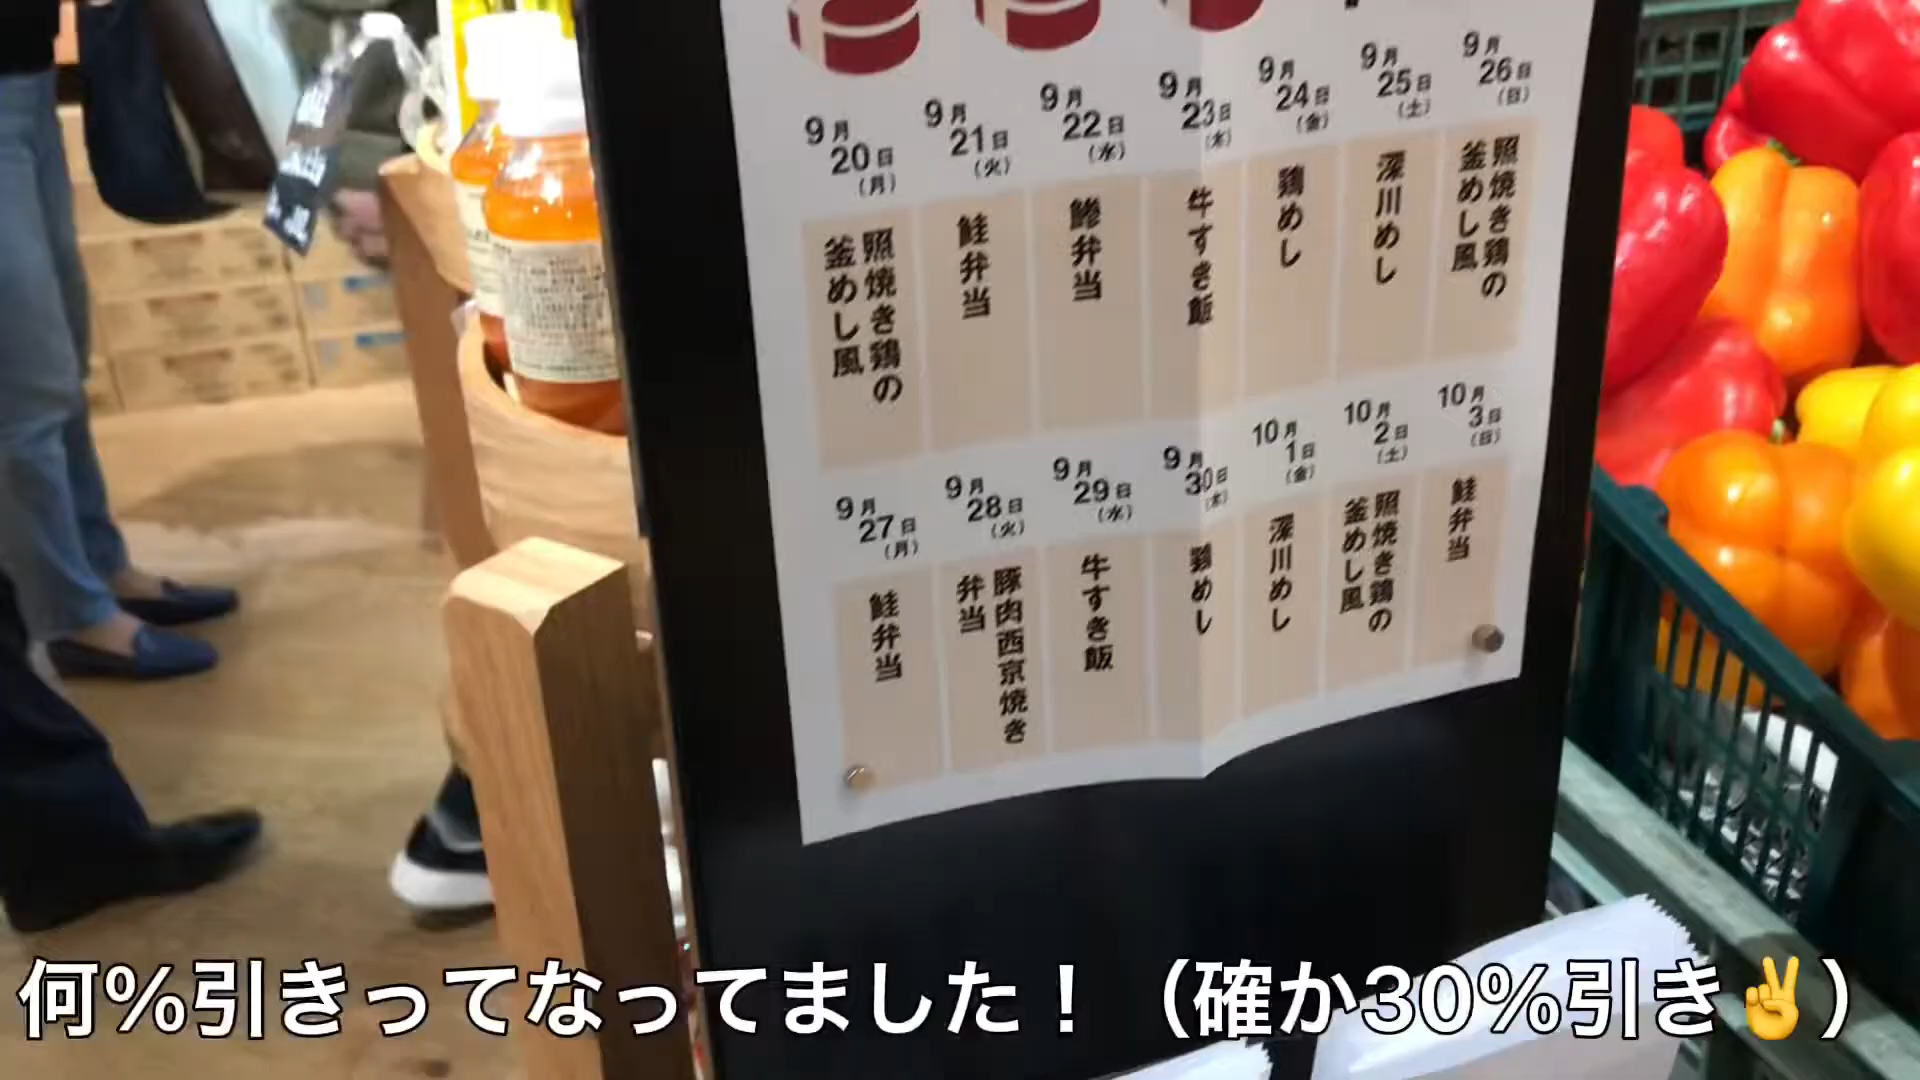 9月20日（月）
照焼き鶏の
釜めし風
9月21日（火）
鮭弁当
9月22日（水）
鯵弁当
9月23日（木）
牛すき飯
9月24日（金）
鶏めし
9月25日（土）
深川めし
9月26日（日）
照焼き鶏の
釜めし風
9月27日（月）
鮭弁当
9月28日（火）
豚肉西京焼き
弁当
9月29日（水）
牛すき飯
9月30日（木）
鶏めし
10月1日（金）
深川めし
10月2日（土）
照焼き鶏の
釜めし風
10月3日（日）
鮭弁当
何%引きってなってました！（確か30%引き✌️）